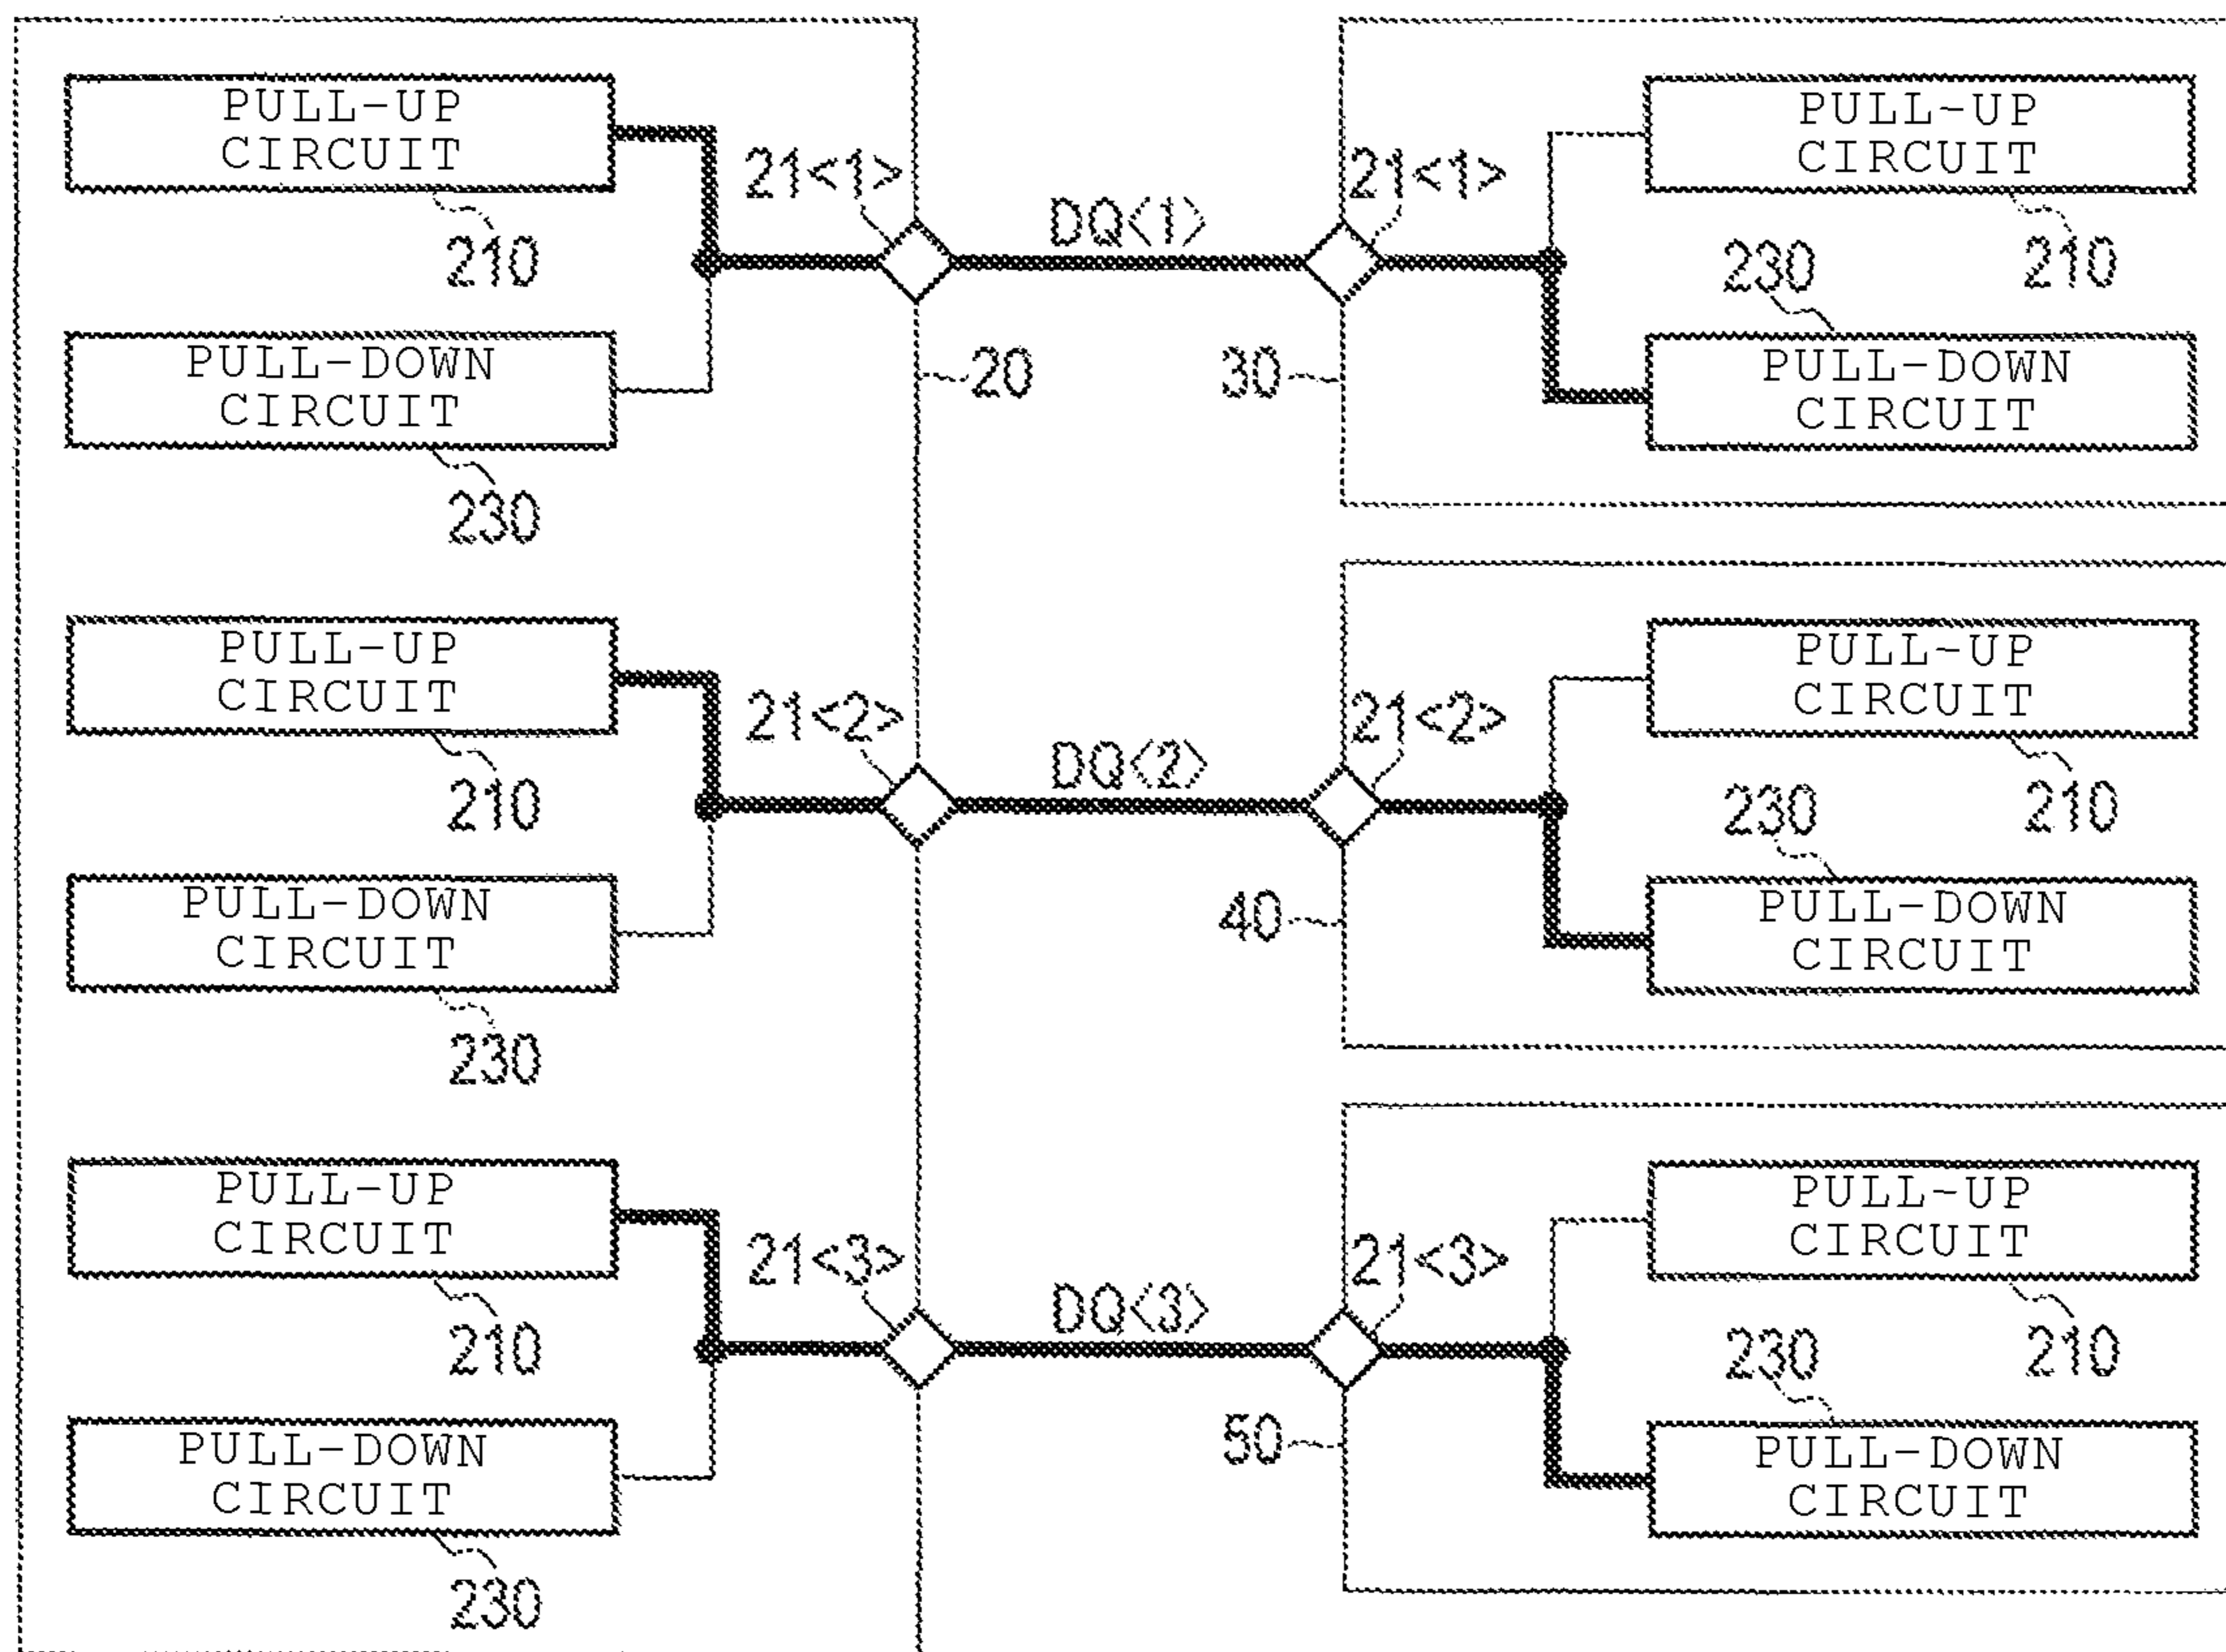 PULL-UP
CIRCUIT
210
PULL-DOWN
CIRCUIT
230
21<1>
DQ<1>
21<1>
PULL-UP
CIRCUIT
210
230
PULL-DOWN
CIRCUIT
20
30
PULL-UP
CIRCUIT
210
PULL-DOWN
CIRCUIT
230
21<2>
DQ<2>
21<2>
PULL-UP
CIRCUIT
210
230
PULL-DOWN
CIRCUIT
40
PULL-UP
CIRCUIT
210
PULL-DOWN
CIRCUIT
230
21<3>
DQ<3>
21<3>
PULL-UP
CIRCUIT
210
230
PULL-DOWN
CIRCUIT
50